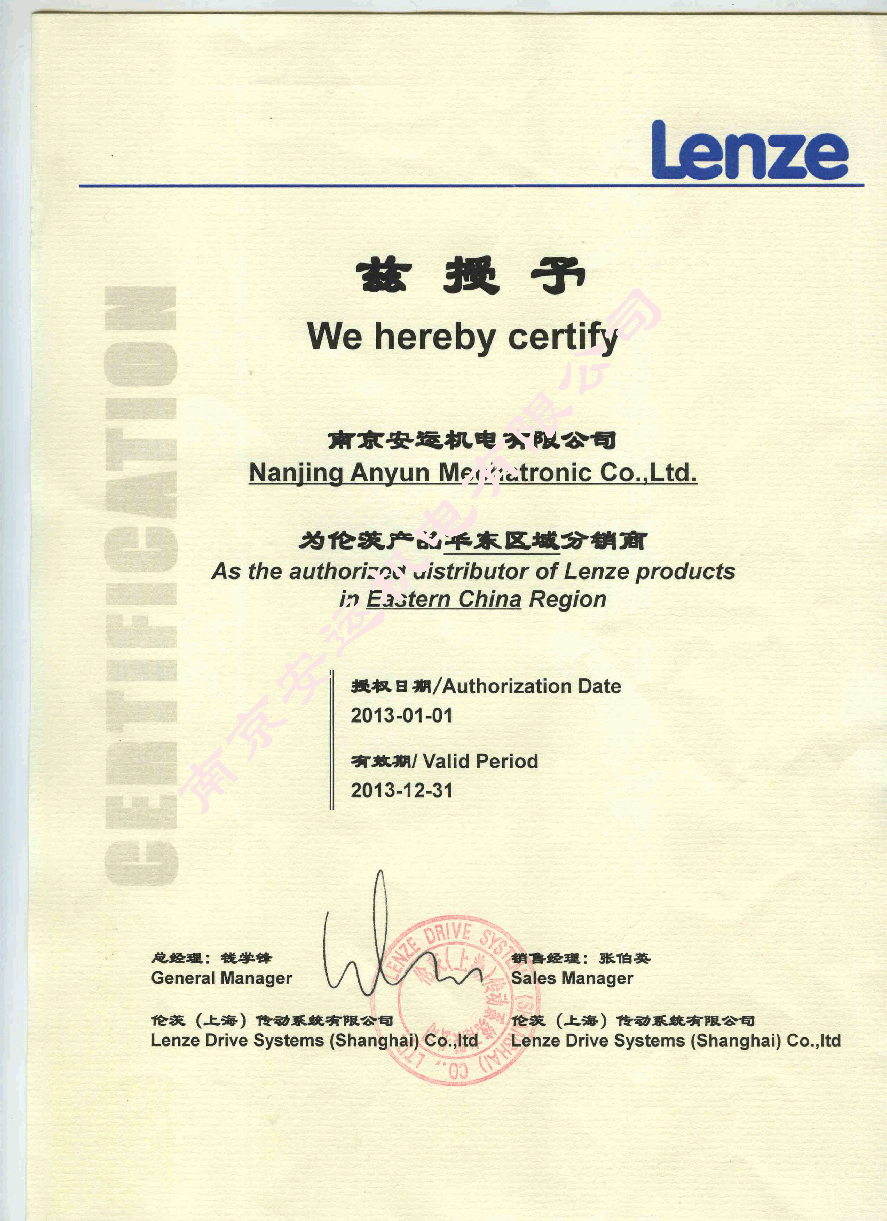 Lenze
兹授予
We hereby certify
南京安运机电有限公司
Nanjing Anyun Mechatronic Co.,Ltd.
为伦茨产品华东区域分销商
As the authorized distributor of Lenze products
in Eastern China Region
授权日期/Authorization Date
2013-01-01
有效期/ Valid Period
2013-12-31
CERTIFICATION
南京安运机电有限公司
总经理：钱学锋
General Manager
伦茨（上海）传动系统有限公司
Lenze Drive Systems (Shanghai) Co.,ltd
销售经理：张伯英
Sales Manager
伦茨（上海）传动系统有限公司
Lenze Drive Systems (Shanghai) Co.,ltd
LENZE DRIVE SYSTEMS (SHANGHAI) CO., LTD